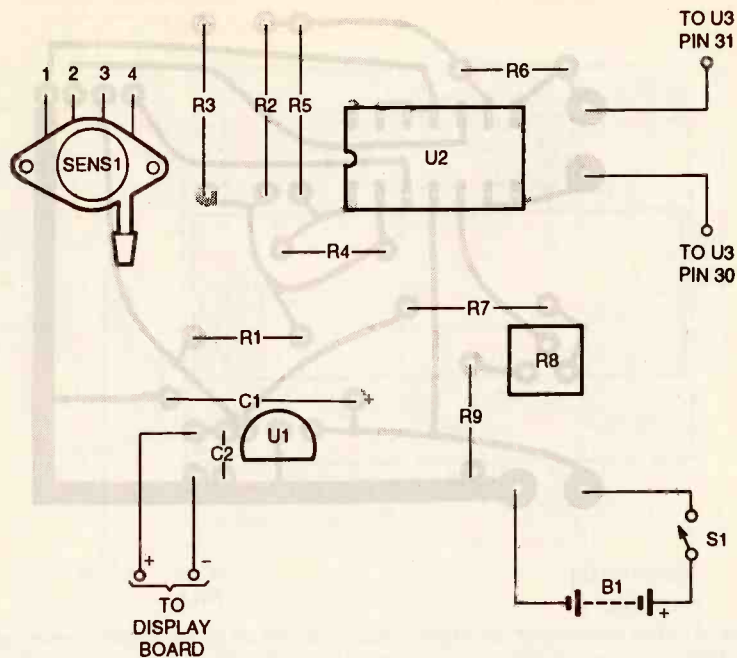 TO U3
PIN 31
1 2 3 4
R6
R3 R2 R5
U2
SENS1
R4
TO U3
PIN 30
R7
R1
R8
C1 +
R9
U1
C2
S1
+ -
B1
+
TO
DISPLAY
BOARD